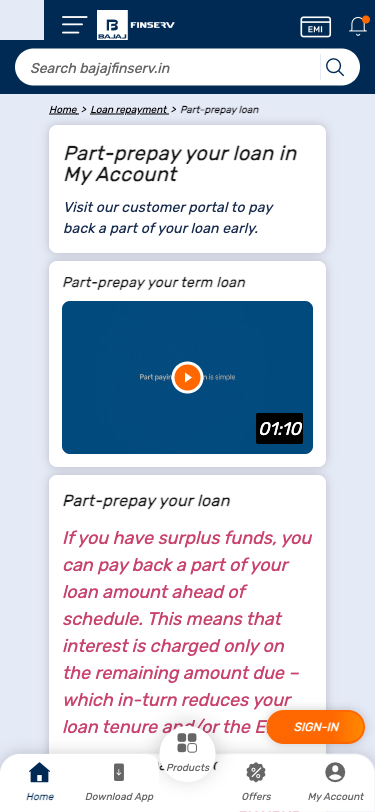 BAJAJ FINSERV
EMI
Search bajajfinserv.in
Home > Loan repayment > Part-prepay loan
Part-prepay your loan in
My Account
Visit our customer portal to pay
back a part of your loan early.
Part-prepay your term loan
Part payin n is simple
01:10
Part-prepay your loan
If you have surplus funds, you
can pay back a part of your
loan amount ahead of
schedule. This means that
interest is charged only on
the remaining amount due –
which in-turn reduces your
loan tenure and/or the E
SIGN-IN
Home
Download App
Products
Offers
My Account